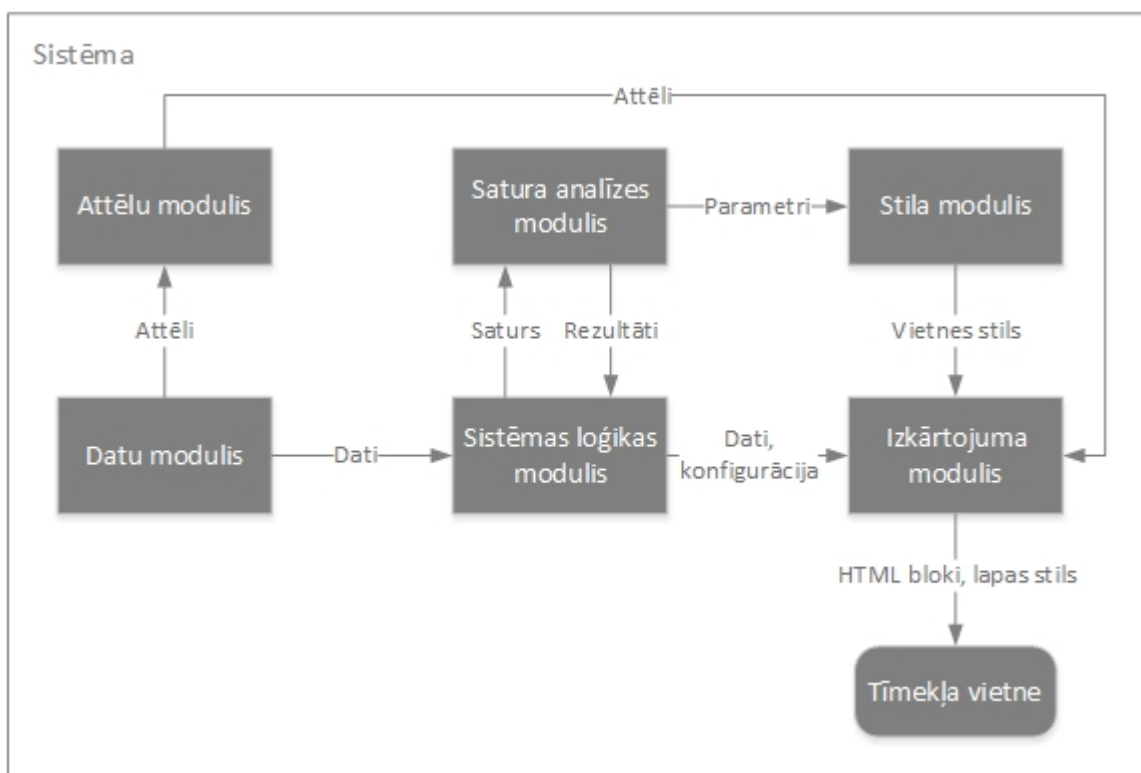 Sistēma
Attēli
Attēlu modulis
Satura analīzes
modulis
Parametri
Stila modulis
Attēli
Saturs
Rezultāti
Vietnes stils
Datu modulis
Dati
Sistēmas loģikas
modulis
Dati,
konfigurācija
Izkārtojuma
modulis
HTML bloki, lapas stils
Tīmekļa vietne